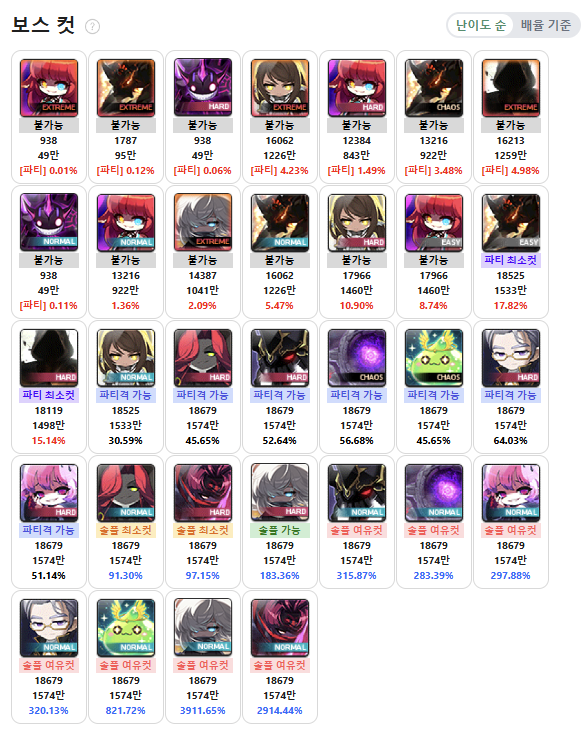 보스 컷 ?
난이도 순 배율 기준
EXTREME EXTREME HARD EXTREME HARD CHAOS EXTREME
불가능 불가능 불가능 불가능 불가능 불가능 불가능
938 1787 938 16062 12384 13216 16213
49만 95만 49만 1226만 843만 922만 1259만
[파티] 0.01% [파티] 0.12% [파티] 0.06% [파티] 4.23% [파티] 1.49% [파티] 3.48% [파티] 4.98%
NORMAL NORMAL EXTREME NORMAL HARD EASY EASY
불가능 불가능 불가능 불가능 불가능 불가능 파티 최소컷
938 13216 14387 16062 17966 17966 18525
49만 922만 1041만 1226만 1460만 1460만 1533만
[파티] 0.11% 1.36% 2.09% 5.47% 10.90% 8.74% 17.82%
HARD NORMAL HARD HARD CHAOS CHAOS HARD
파티 최소컷 파티격 가능 파티격 가능 파티격 가능 파티격 가능 파티격 가능 파티격 가능
18119 18525 18679 18679 18679 18679 18679
1498만 1533만 1574만 1574만 1574만 1574만 1574만
15.14% 30.59% 45.65% 52.64% 56.68% 45.65% 64.03%
HARD NORMAL HARD HARD NORMAL NORMAL NORMAL
파티격 가능 솔플 최소컷 솔플 최소컷 솔플 가능 솔플 여유컷 솔플 여유컷 솔플 여유컷
18679 18679 18679 18679 18679 18679 18679
1574만 1574만 1574만 1574만 1574만 1574만 1574만
51.14% 91.30% 97.15% 183.36% 315.87% 283.39% 297.88%
NORMAL NORMAL NORMAL NORMAL
솔플 여유컷 솔플 여유컷 솔플 여유컷 솔플 여유컷
18679 18679 18679 18679
1574만 1574만 1574만 1574만
320.13% 821.72% 3911.65% 2914.44%